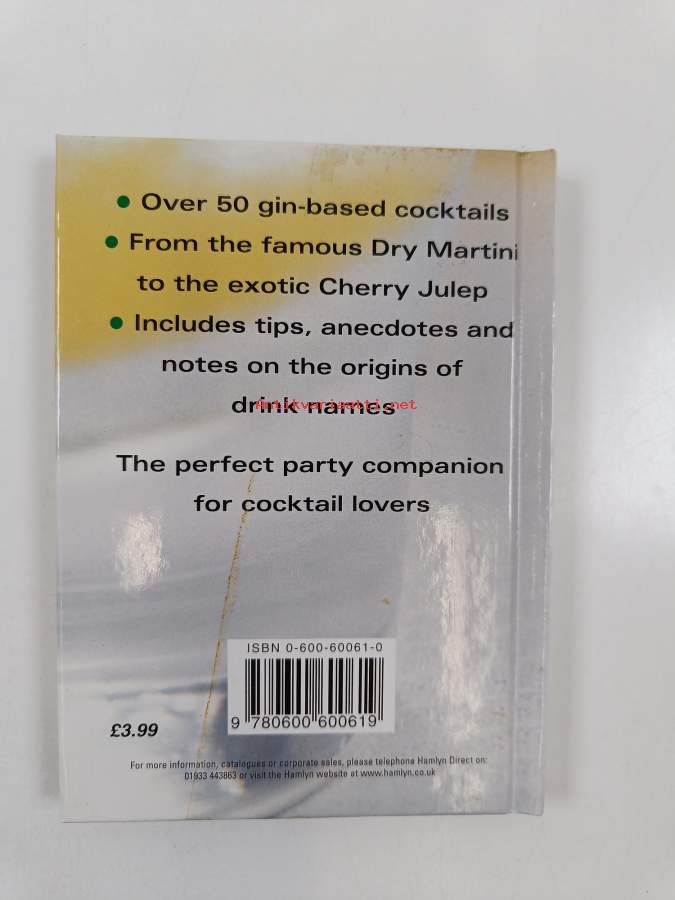 • Over 50 gin-based cocktails
• From the famous Dry Martini
to the exotic Cherry Julep
• Includes tips, anecdotes and
notes on the origins of
drink names
antikvariaatti.net
The perfect party companion
for cocktail lovers
ISBN 0-600-60061-0
9 780600 600619
£3.99
For more information, catalogues or corporate sales, please telephone Hamlyn Direct on:
01933 443863 or visit the Hamlyn website at www.hamlyn.co.uk